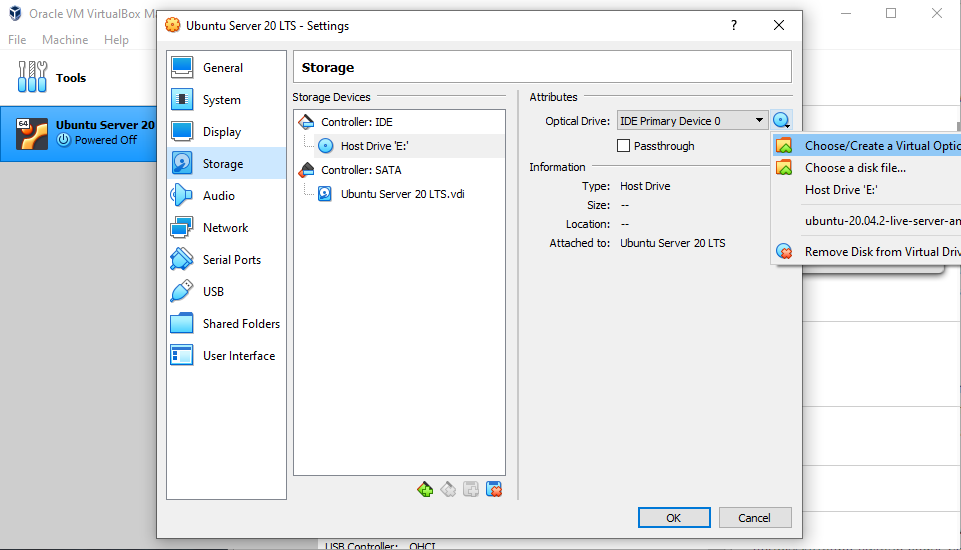 Oracle VM VirtualBox M
File Machine Help
Tools
64
Ubuntu Server 20
Powered Off
Ubuntu Server 20 LTS - Settings
?
General
System
Display
Storage
Audio
Network
Serial Ports
USB
Shared Folders
User Interface
Storage
Storage Devices
Controller: IDE
Host Drive 'E:'
Controller: SATA
Ubuntu Server 20 LTS.vdi
Attributes
Optical Drive: IDE Primary Device 0
Passthrough
Information
Type: Host Drive
Size: --
Location: --
Attached to: Ubuntu Server 20 LTS
Choose/Create a Virtual Optic
Choose a disk file...
Host Drive 'E:'
ubuntu-20.04.2-live-server-am
Remove Disk from Virtual Driv
OK Cancel
USB Controller: OHCI